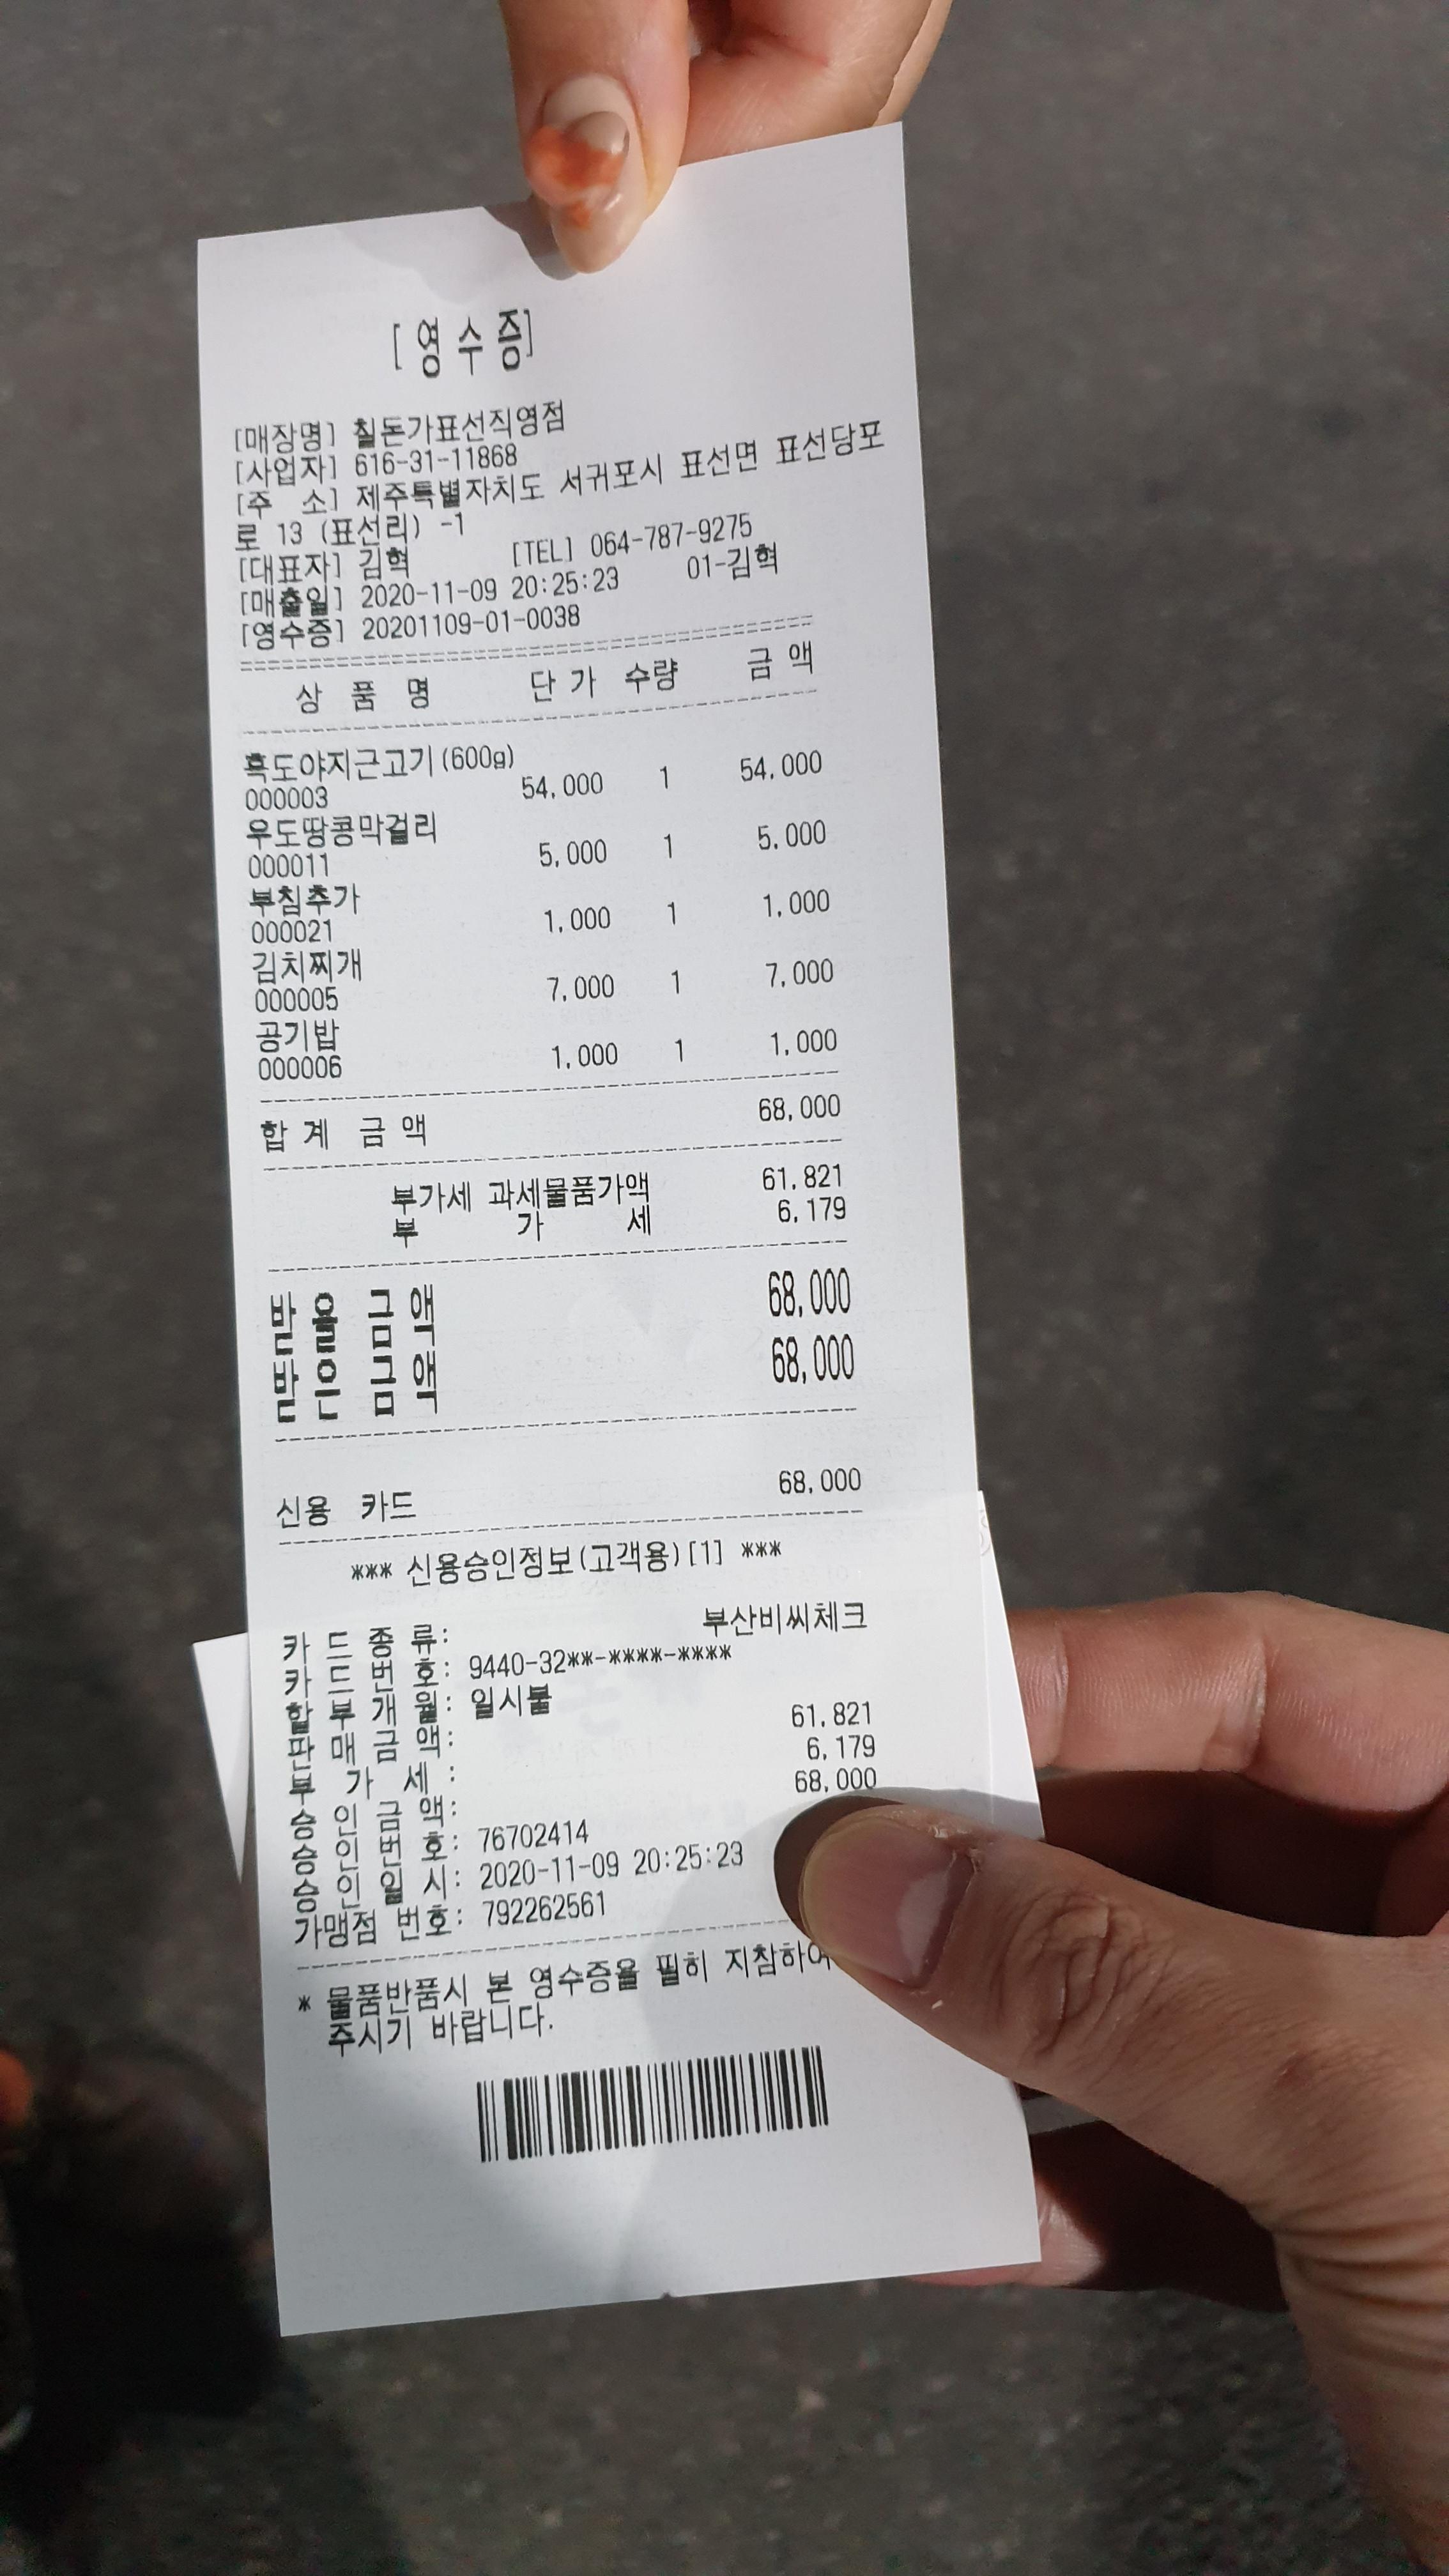 [영수증]
[매장명] 칠돈가표선직영점
[사업자] 616-31-11868
[주 소] 제주특별자치도 서귀포시 표선면 표선당포
로 13 (표선리) -1
[대표자] 김혁 [TEL] 064-787-9275
[매출일] 2020-11-09 20:25:23 01-김혁
[영수증] 20201109-01-0038
상 품 명 단 가 수량 금 액
흑도야지근고기(600g)
000003 54,000 1 54,000
우도땅콩막걸리
000011 5,000 1 5,000
부침추가
000021 1,000 1 1,000
김치찌개
000005 7,000 1 7,000
공기밥
000006 1,000 1 1,000
합 계 금 액 68,000
부가세 과세물품가액 61,821
부 가 세 6,179
받 을 금 액 68,000
받 은 금 액 68,000
신용 카드 68,000
*** 신용승인정보(고객용)[1] ***
카 드 종 류: 부산비씨체크
카 드 번 호: 9440-32**-****-****
할 부 개 월: 일시불
판 매 금 액: 61,821
부 가 세 : 6,179
승 인 금 액: 68,000
승 인 번 호: 76702414
승 인 일 시: 2020-11-09 20:25:23
가맹점 번호: 792262561
* 물품반품시 본 영수증을 필히 지참하여
주시기 바랍니다.